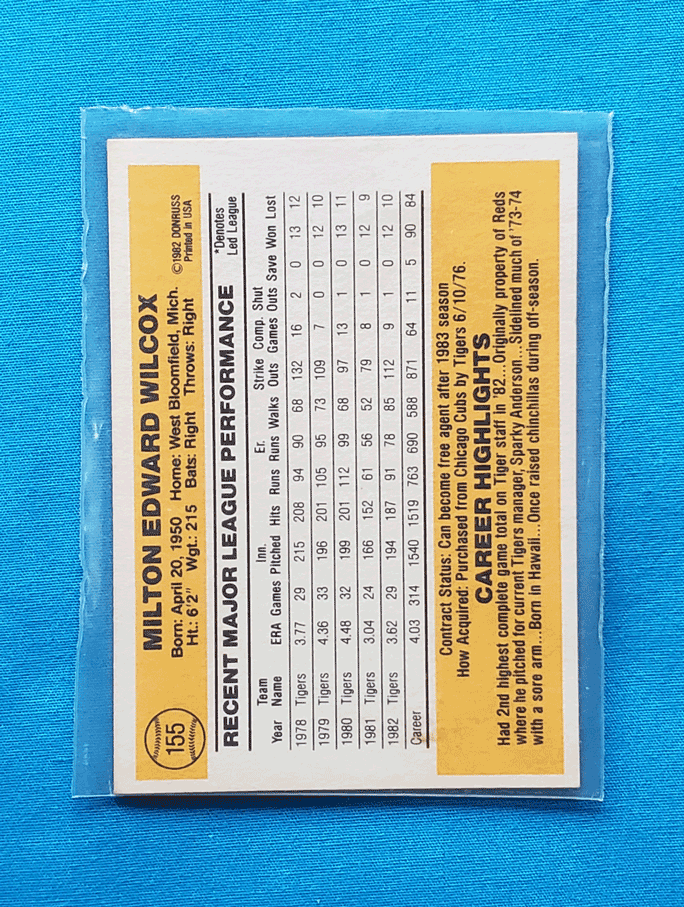 155
MILTON EDWARD WILCOX
Born: April 20, 1950 Home: West Bloomfield, Mich.
Ht.: 6'2" Wgt.: 215 Bats: Right Throws: Right
©1982 DONRUSS
Printed in USA
RECENT MAJOR LEAGUE PERFORMANCE
*Denotes
Led League
Team Inn. Er. Strike Comp. Shut
Year Name ERA Games Pitched Hits Runs Runs Walks Outs Games Outs Save Won Lost
1978 Tigers 3.77 29 215 208 94 90 68 132 16 2 0 13 12
1979 Tigers 4.36 33 196 201 105 95 73 109 7 0 0 12 10
1980 Tigers 4.48 32 199 201 112 99 68 97 13 1 0 13 11
1981 Tigers 3.04 24 166 152 61 56 52 79 8 1 0 12 9
1982 Tigers 3.62 29 194 187 91 78 85 112 9 1 0 12 10
Career 4.03 314 1540 1519 763 690 588 871 64 11 5 90 84
Contract Status: Can become free agent after 1983 season
How Acquired: Purchased from Chicago Cubs by Tigers 6/10/76.
CAREER HIGHLIGHTS
Had 2nd highest complete game total on Tiger staff in '82...Originally property of Reds
where he pitched for current Tigers manager, Sparky Anderson...Sidelined much of '73-74
with a sore arm...Born in Hawaii...Once raised chinchillas during off-season.